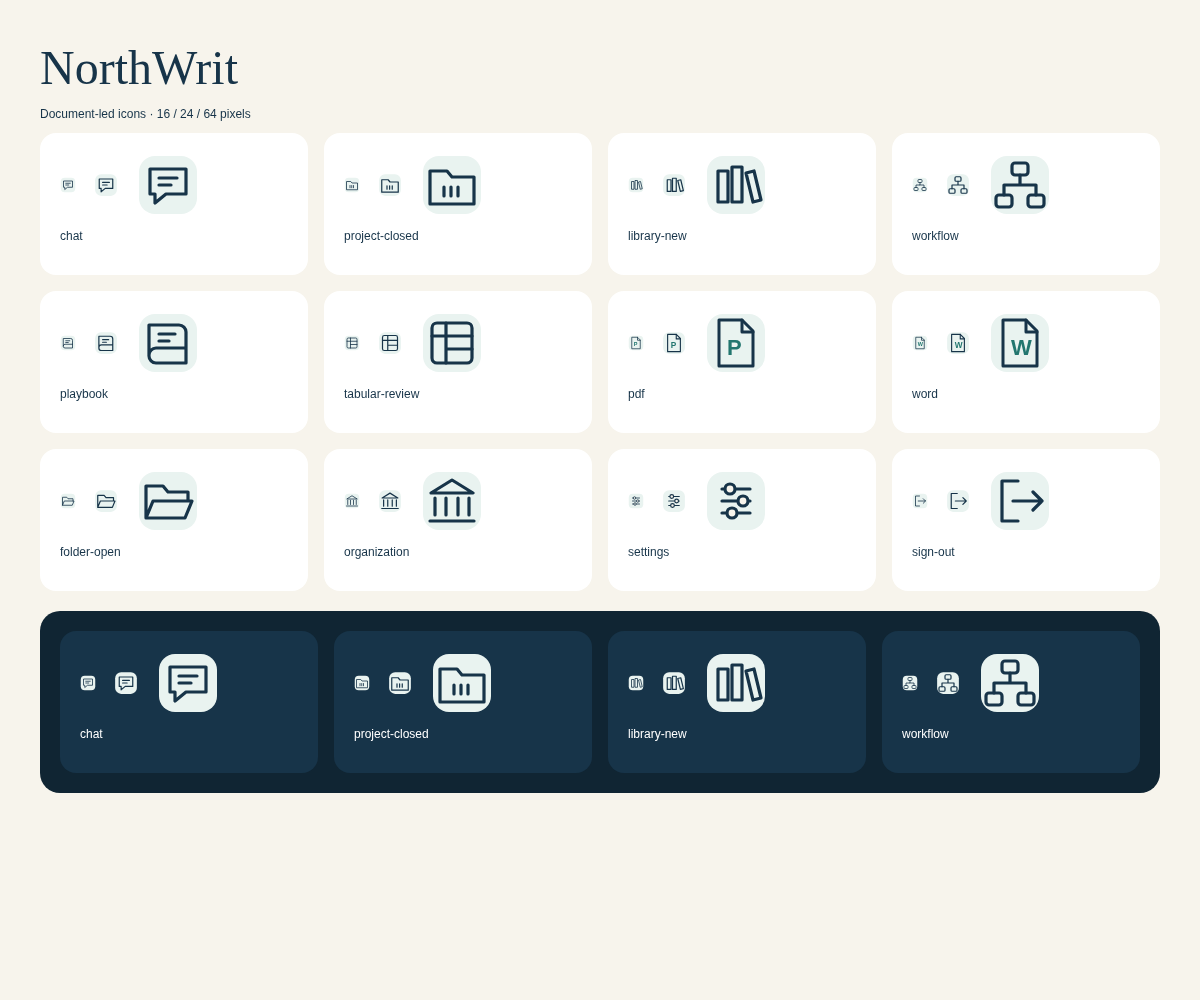 NorthWrit
Document-led icons · 16 / 24 / 64 pixels
chat
project-closed
library-new
workflow
P P P
W W W
playbook
tabular-review
pdf
word
folder-open
organization
settings
sign-out
chat
project-closed
library-new
workflow